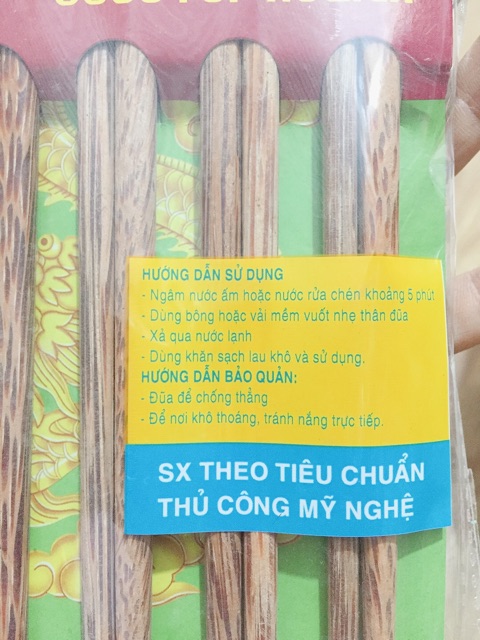 HƯỚNG DẪN SỬ DỤNG
- Ngâm nước ấm hoặc nước rửa chén khoảng 5 phút
- Dùng bông hoặc vải mềm vuốt nhẹ thân đũa
- Xả qua nước lạnh
- Dùng khăn sạch lau khô và sử dụng.
HƯỚNG DẪN BẢO QUẢN:
- Đũa để chống thẳng
- Để nơi khô thoáng, tránh nắng trực tiếp.
SX THEO TIÊU CHUẨN
THỦ CÔNG MỸ NGHỆ